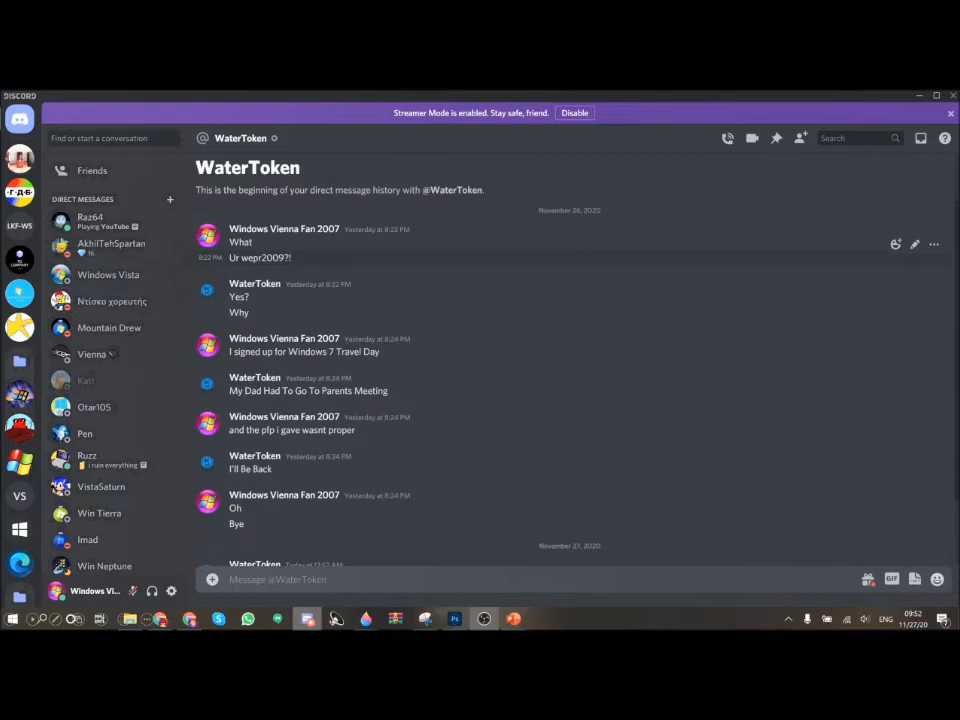 DISCORD
Streamer Mode is enabled. Stay safe, friend. Disable
Find or start a conversation
@ WaterToken
Search
Friends
DIRECT MESSAGES +
Raz64
Playing YouTube
AkhilTehSpartan
hi.
Windows Vista
Ντίσκο χορευτής
Mountain Drew
Vienna
Katt
Otar105
Pen
Ruzz
i ruin everything
VistaSaturn
Win Tierra
Imad
Win Neptune
Windows Vi...
·Г·Д·Б·
LKF-WS
VS
WaterToken
This is the beginning of your direct message history with @WaterToken.
November 26, 2020
Windows Vienna Fan 2007 Yesterday at 8:22 PM
What
8:22 PM Ur wepr2009?!
WaterToken Yesterday at 8:22 PM
Yes?
Why
Windows Vienna Fan 2007 Yesterday at 8:24 PM
I signed up for Windows 7 Travel Day
WaterToken Yesterday at 8:24 PM
My Dad Had To Go To Parents Meeting
Windows Vienna Fan 2007 Yesterday at 8:24 PM
and the pfp i gave wasnt proper
WaterToken Yesterday at 8:24 PM
I'll Be Back
Windows Vienna Fan 2007 Yesterday at 8:24 PM
Oh
Bye
November 27, 2020
WaterToken
Message @WaterToken
GIF
Ps
ENG
09:52
11/27/20